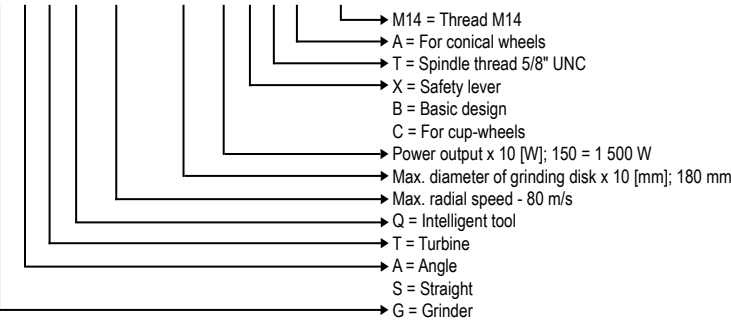 M14 = Thread M14
A = For conical wheels
T = Spindle thread 5/8" UNC
X = Safety lever
B = Basic design
C = For cup-wheels
Power output x 10 [W]; 150 = 1 500 W
Max. diameter of grinding disk x 10 [mm]; 180 mm
Max. radial speed - 80 m/s
Q = Intelligent tool
T = Turbine
A = Angle
S = Straight
G = Grinder